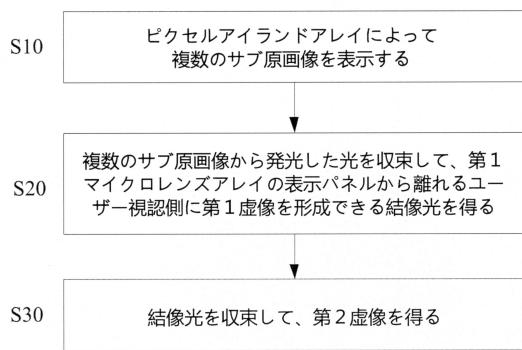 S10
ピクセルアイランドアレイによって
複数のサブ原画像を表示する
S20
複数のサブ原画像から発光した光を収束して、第1
マイクロレンズアレイの表示パネルから離れるユー
ザー視認側に第1虚像を形成できる結像光を得る
S30
結像光を収束して、第2虚像を得る